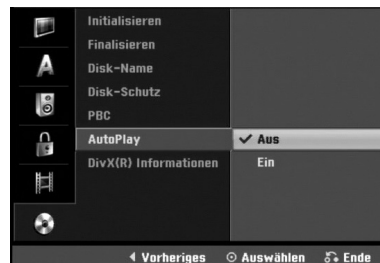 A
Initialisieren
Finalisieren
Disk-Name
Disk-Schutz
PBC
AutoPlay
✓ Aus
DivX(R) Informationen
Ein
Vorheriges Auswählen Ende